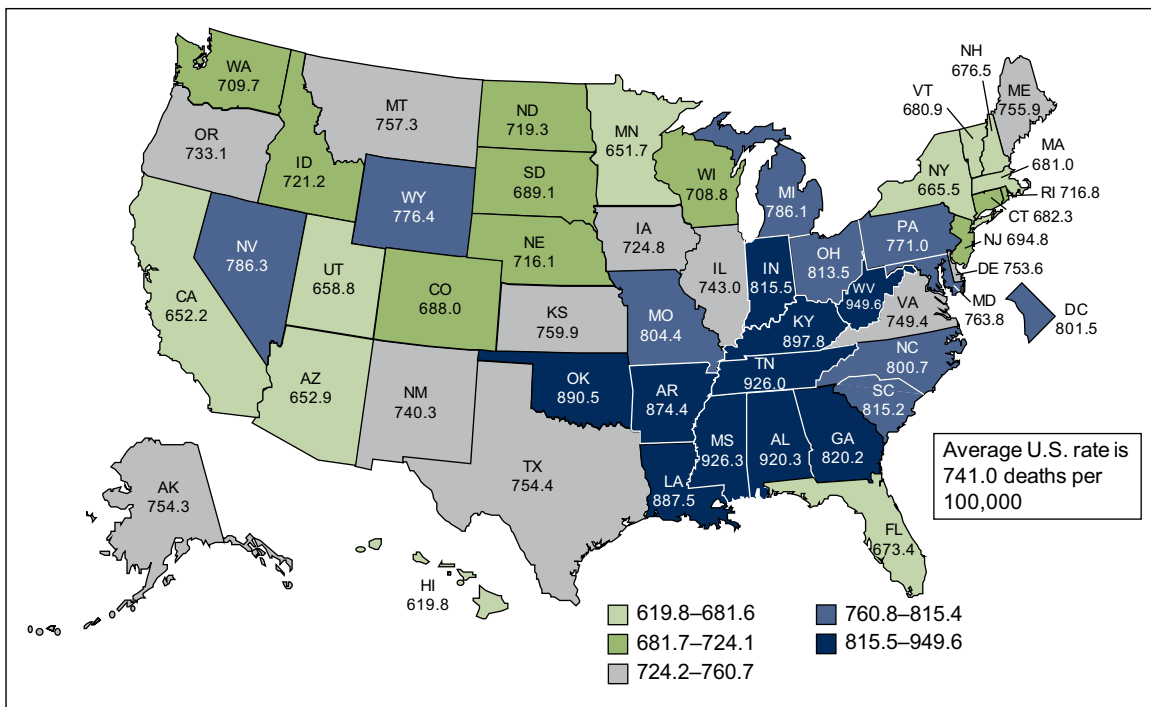 WA
709.7
MT
757.3
ND
719.3
MN
651.7
OR
733.1
ID
721.2
SD
689.1
WI
708.8
WY
776.4
MI
786.1
NE
716.1
IA
724.8
NV
786.3
UT
658.8
CO
688.0
IL
743.0
IN
815.5
OH
813.5
PA
771.0
NY
665.5
VT
680.9
NH
676.5
ME
755.9
MA
681.0
RI 716.8
CT 682.3
NJ 694.8
DE 753.6
MD
763.8
DC
801.5
WV
949.6
VA
749.4
CA
652.2
KS
759.9
MO
804.4
KY
897.8
NC
800.7
TN
926.0
SC
815.2
AZ
652.9
NM
740.3
OK
890.5
AR
874.4
MS
926.3
AL
920.3
GA
820.2
TX
754.4
LA
887.5
FL
673.4
AK
754.3
HI
619.8
Average U.S. rate is
741.0 deaths per
100,000
619.8–681.6
681.7–724.1
724.2–760.7
760.8–815.4
815.5–949.6